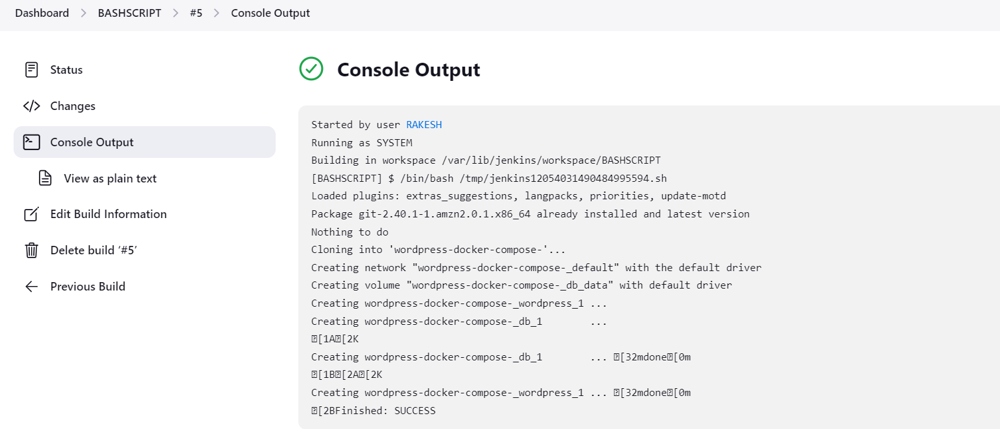 Dashboard > BASHSCRIPT > #5 > Console Output
Status
Changes
Console Output
View as plain text
Edit Build Information
Delete build ‘#5’
Previous Build
Console Output
Started by user RAKESH
Running as SYSTEM
Building in workspace /var/lib/jenkins/workspace/BASHSCRIPT
[BASHSCRIPT] $ /bin/bash /tmp/jenkins12054031490484995594.sh
Loaded plugins: extras_suggestions, langpacks, priorities, update-motd
Package git-2.40.1-1.amzn2.0.1.x86_64 already installed and latest version
Nothing to do
Cloning into 'wordpress-docker-compose-'...
Creating network "wordpress-docker-compose-_default" with the default driver
Creating volume "wordpress-docker-compose-_db_data" with default driver
Creating wordpress-docker-compose-_wordpress_1 ...
Creating wordpress-docker-compose-_db_1        ...
␛[1A␛[2K
Creating wordpress-docker-compose-_db_1        ... ␛[32mdone␛[0m
␛[1B␛[2A␛[2K
Creating wordpress-docker-compose-_wordpress_1 ... ␛[32mdone␛[0m
␛[2BFinished: SUCCESS